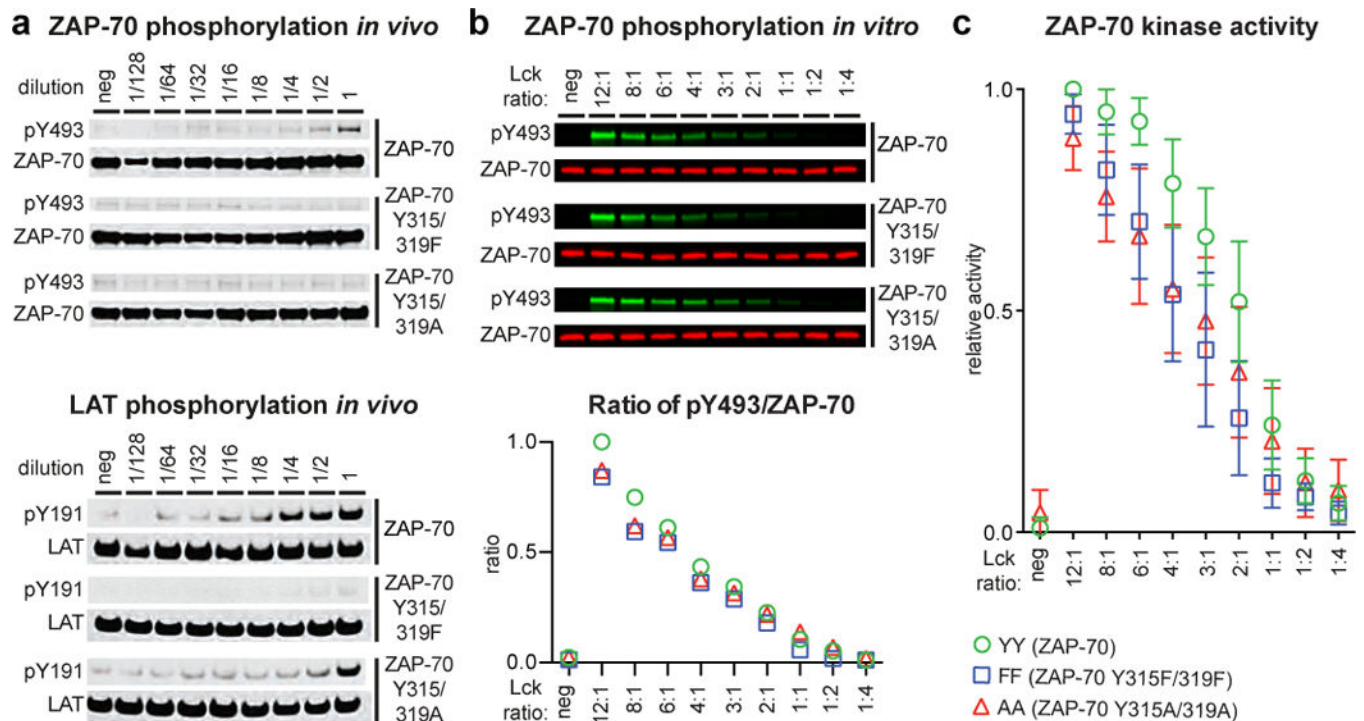 a ZAP-70 phosphorylation in vivo
dilution neg 1/128 1/64 1/32 1/16 1/8 1/4 1/2 1
pY493
ZAP-70
ZAP-70
pY493
ZAP-70
ZAP-70
Y315/
319F
pY493
ZAP-70
ZAP-70
Y315/
319A
LAT phosphorylation in vivo
dilution neg 1/128 1/64 1/32 1/16 1/8 1/4 1/2 1
pY191
LAT
ZAP-70
pY191
LAT
ZAP-70
Y315/
319F
pY191
LAT
ZAP-70
Y315/
319A
b ZAP-70 phosphorylation in vitro
Lck
ratio: neg 12:1 8:1 6:1 4:1 3:1 2:1 1:1 1:2 1:4
pY493
ZAP-70
ZAP-70
pY493
ZAP-70
ZAP-70
Y315/
319F
pY493
ZAP-70
ZAP-70
Y315/
319A
Ratio of pY493/ZAP-70
ratio
1.0
0.5
0.0
Lck
ratio: neg 12:1 8:1 6:1 4:1 3:1 2:1 1:1 1:2 1:4
c ZAP-70 kinase activity
relative activity
1.0
0.5
0.0
Lck
ratio: neg 12:1 8:1 6:1 4:1 3:1 2:1 1:1 1:2 1:4
YY (ZAP-70)
FF (ZAP-70 Y315F/319F)
AA (ZAP-70 Y315A/319A)